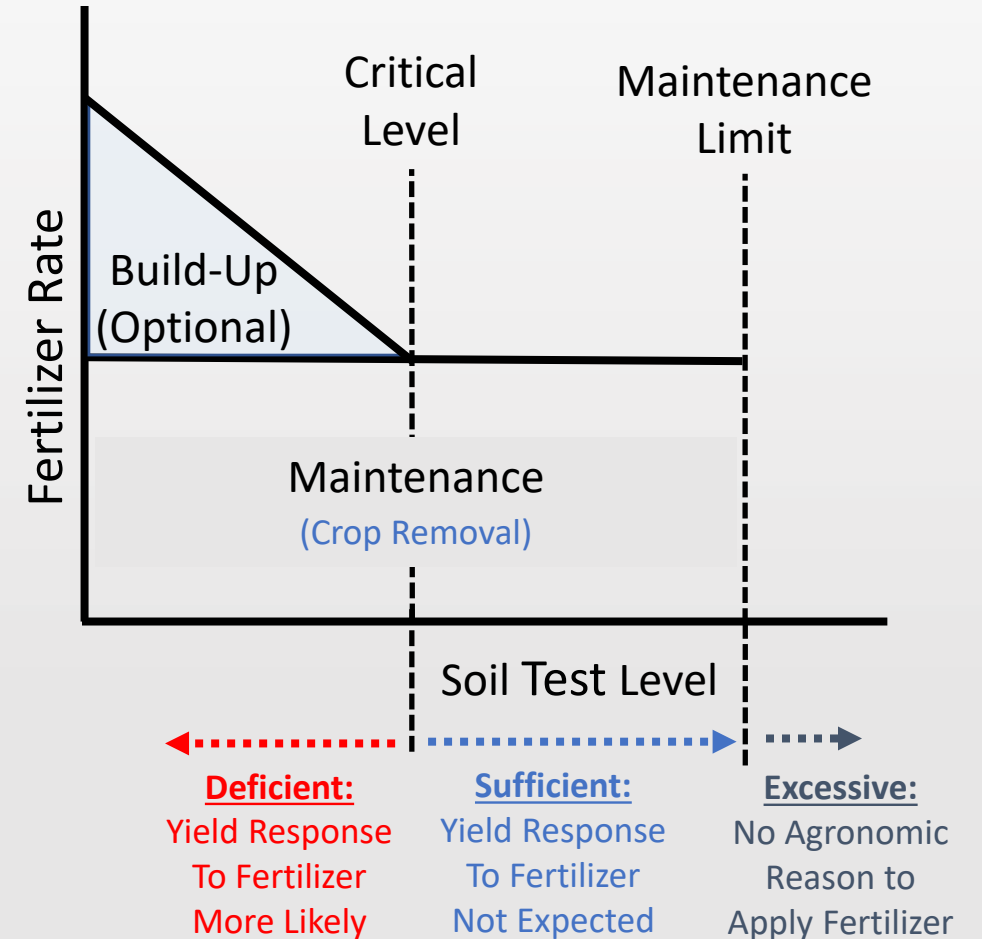 Critical
Level
Maintenance
Limit
Fertilizer Rate
Build-Up
(Optional)
Maintenance
(Crop Removal)
Soil Test Level
Deficient:
Yield Response
To Fertilizer
More Likely
Sufficient:
Yield Response
To Fertilizer
Not Expected
Excessive:
No Agronomic
Reason to
Apply Fertilizer